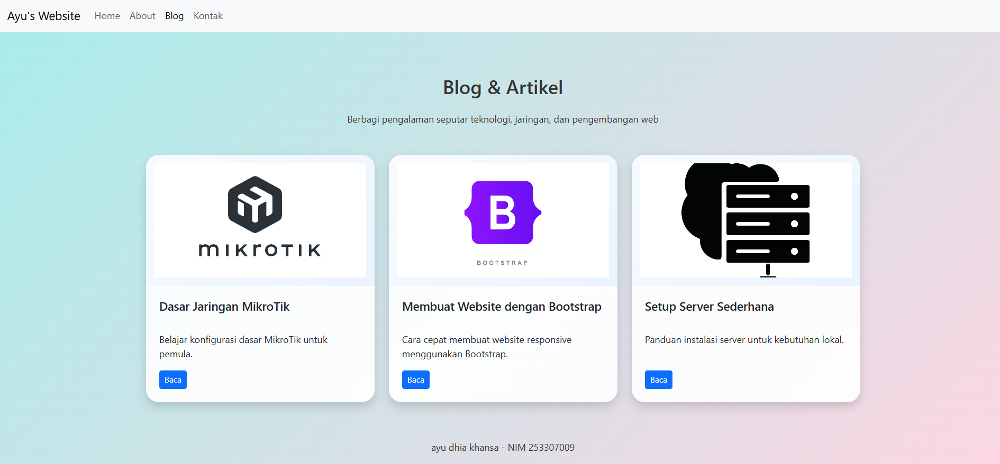 Ayu's Website Home About Blog Kontak
Blog & Artikel
Berbagi pengalaman seputar teknologi, jaringan, dan pengembangan web
mikrotik
B
BOOTSTRAP
Dasar Jaringan MikroTik
Belajar konfigurasi dasar MikroTik untuk
pemula.
Baca
Membuat Website dengan Bootstrap
Cara cepat membuat website responsive
menggunakan Bootstrap.
Baca
Setup Server Sederhana
Panduan instalasi server untuk kebutuhan lokal.
Baca
ayu dhia khansa - NIM 253307009